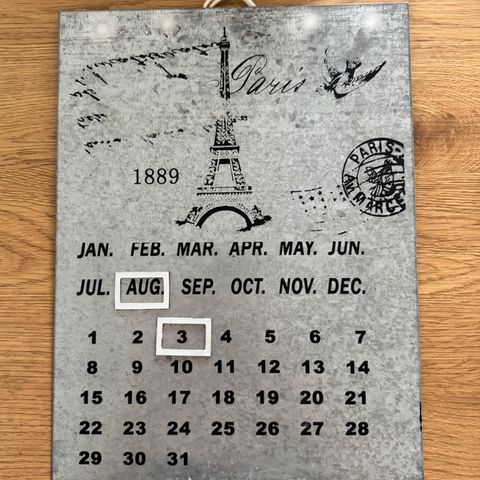 Paris
PARIS-
AV. MARCEAU
1889
JAN. FEB. MAR. APR. MAY. JUN.
JUL. AUG. SEP. OCT. NOV. DEC.
1 2 3 4 5 6 7
8 9 10 11 12 13 14
15 16 17 18 19 20 21
22 23 24 25 26 27 28
29 30 31